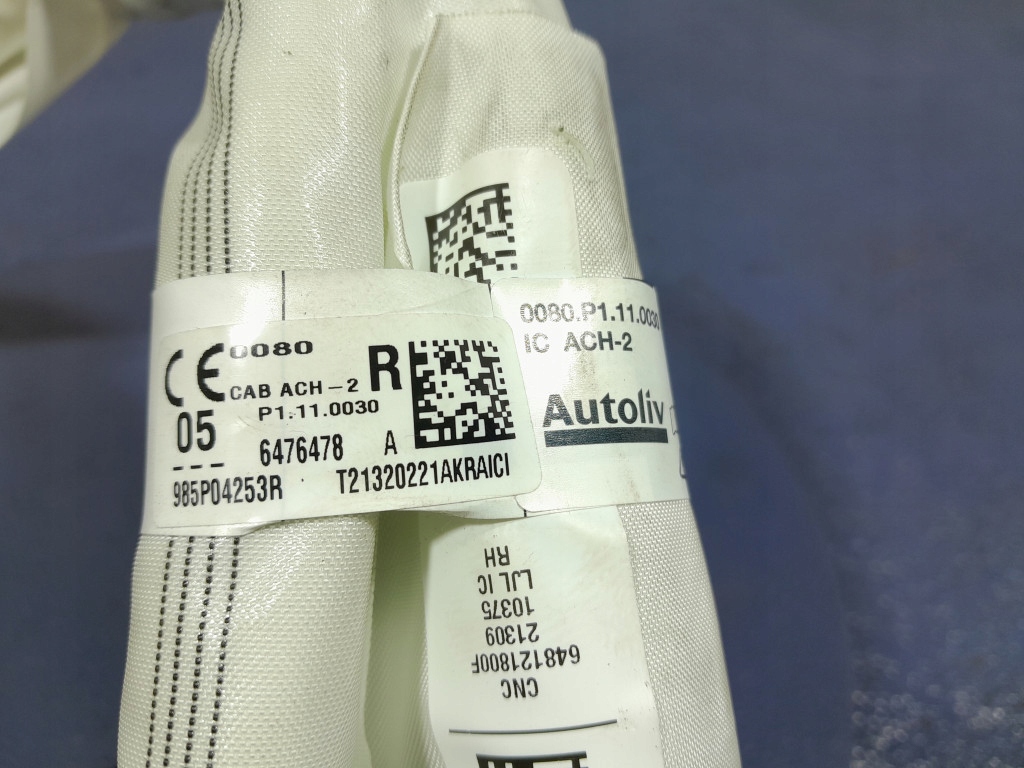 CE 0080
CAB ACH-2 R
P1.11.0030
05
6476478 A
985P04253R T21320221AKRAICI
0080.P1.11.0030
IC ACH-2
Autoliv
CNC
648121800F
21309
10375
LJL IC
RH